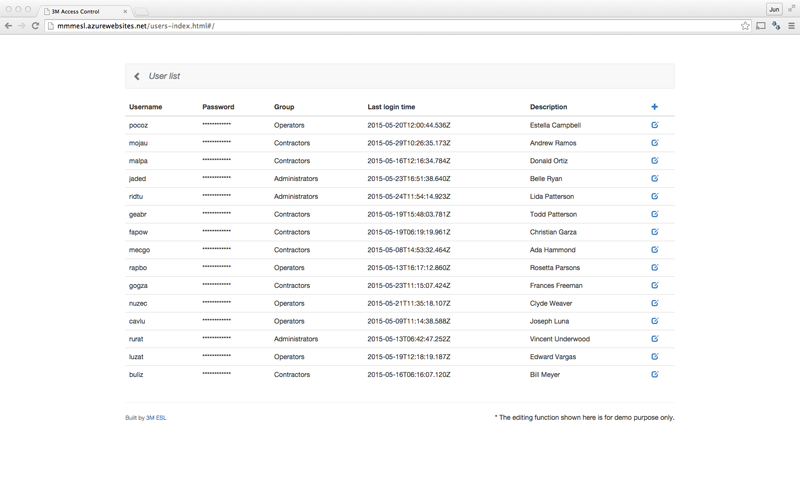 3M Access Control
Jun
mmmesl.azurewebsites.net/users-index.html#/
User list
Username Password Group Last login time Description
pocoz ************ Operators 2015-05-20T12:00:44.536Z Estella Campbell
mojau ************ Contractors 2015-05-29T10:26:35.173Z Andrew Ramos
malpa ************ Contractors 2015-05-16T12:16:34.784Z Donald Ortiz
jaded ************ Administrators 2015-05-23T16:51:38.640Z Belle Ryan
ridtu ************ Administrators 2015-05-24T11:54:14.923Z Lida Patterson
geabr ************ Contractors 2015-05-19T15:48:03.781Z Todd Patterson
fapow ************ Contractors 2015-05-19T06:19:19.961Z Christian Garza
mecgo ************ Contractors 2015-05-08T14:53:32.464Z Ada Hammond
rapbo ************ Operators 2015-05-13T16:17:12.860Z Rosetta Parsons
gogza ************ Contractors 2015-05-23T11:15:07.424Z Frances Freeman
nuzec ************ Operators 2015-05-21T11:35:18.107Z Clyde Weaver
cavlu ************ Operators 2015-05-09T11:14:38.588Z Joseph Luna
rurat ************ Administrators 2015-05-13T06:42:47.252Z Vincent Underwood
luzat ************ Operators 2015-05-19T12:18:19.187Z Edward Vargas
buliz ************ Contractors 2015-05-16T06:16:07.120Z Bill Meyer
Built by 3M ESL * The editing function shown here is for demo purpose only.